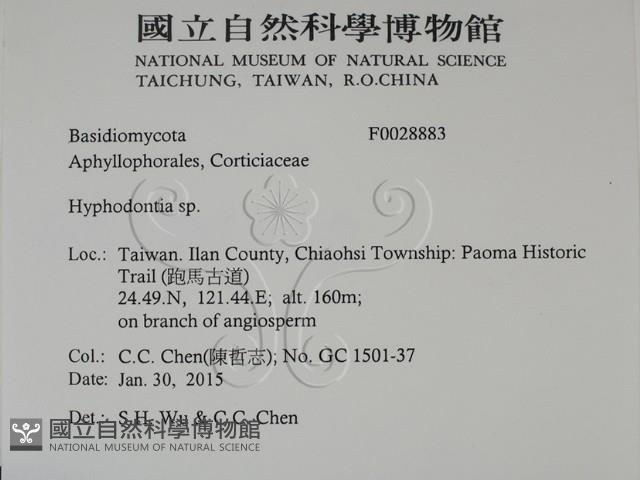 國立自然科學博物館
NATIONAL MUSEUM OF NATURAL SCIENCE
TAICHUNG, TAIWAN, R.O.CHINA
Basidiomycota F0028883
Aphyllophorales, Corticiaceae
Hyphodontia sp.
Loc.: Taiwan. Ilan County, Chiaohsi Township: Paoma Historic
Trail (跑馬古道)
24.49.N, 121.44.E; alt. 160m;
on branch of angiosperm
Col.: C.C. Chen(陳哲志); No. GC 1501-37
Date: Jan. 30, 2015
Det.: S.H. Wu & C.C. Chen
國立自然科學博物館
NATIONAL MUSEUM OF NATURAL SCIENCE